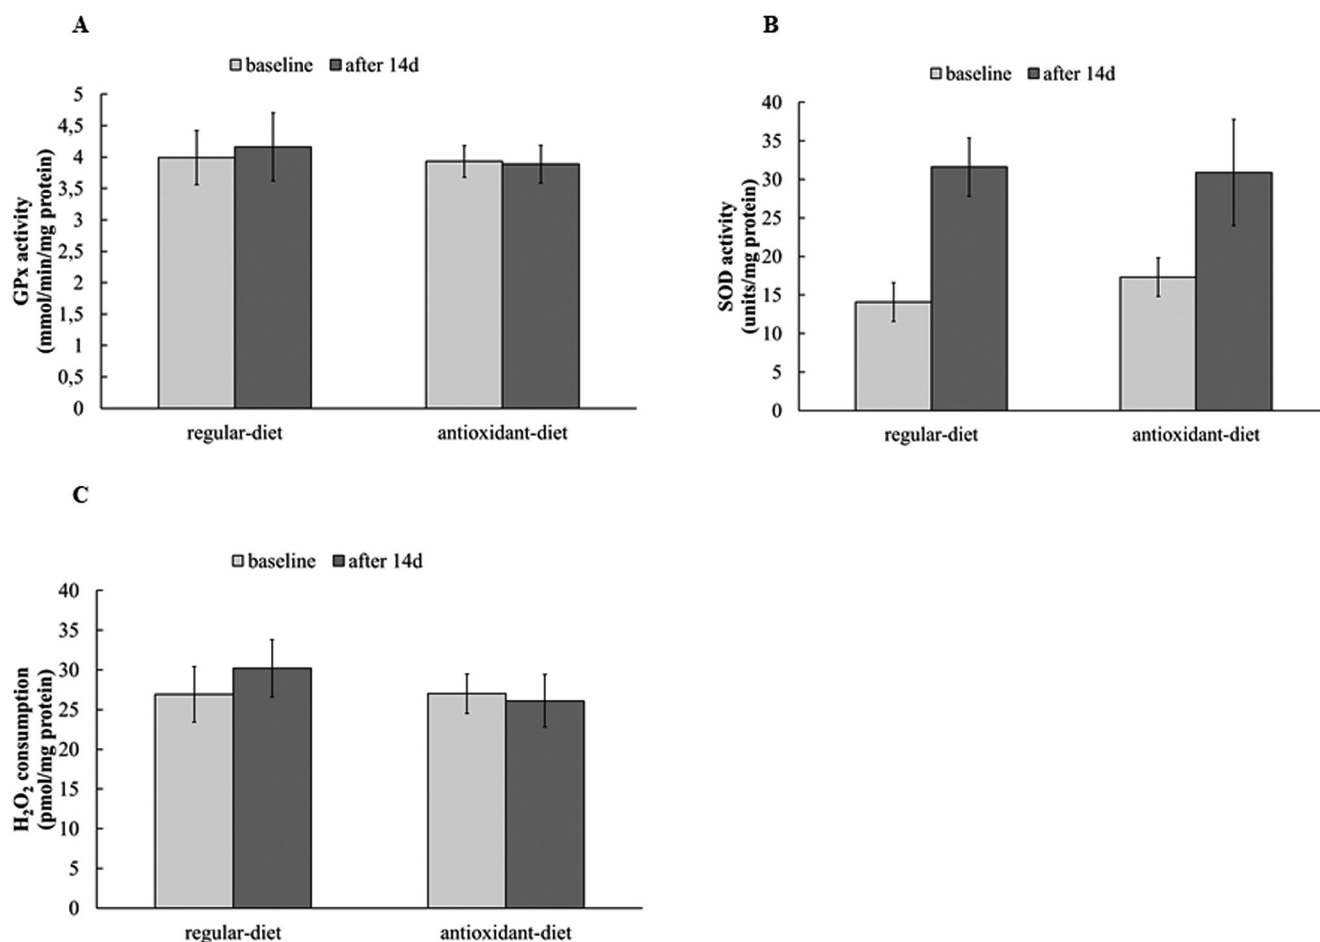 A
baseline after 14d
5
4,5
4
3,5
3
2,5
2
1,5
1
0,5
0
GPx activity
(mmol/min/mg protein)
regular-diet antioxidant-diet
B
baseline after 14d
40
35
30
25
20
15
10
5
0
SOD activity
(units/mg protein)
regular-diet antioxidant-diet
C
baseline after 14d
40
35
30
25
20
15
10
5
0
H₂O₂ consumption
(pmol/mg protein)
regular-diet antioxidant-diet